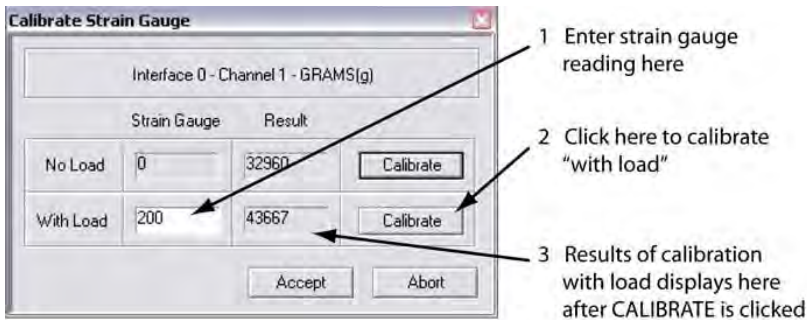 Calibrate Strain Gauge
Interface 0 - Channel 1 - GRAMS(g)
Strain Gauge Result
No Load 0 32960 Calibrate
With Load 200 43667 Calibrate
Accept Abort
1 Enter strain gauge
reading here
2 Click here to calibrate
“with load”
3 Results of calibration
with load displays here
after CALIBRATE is clicked